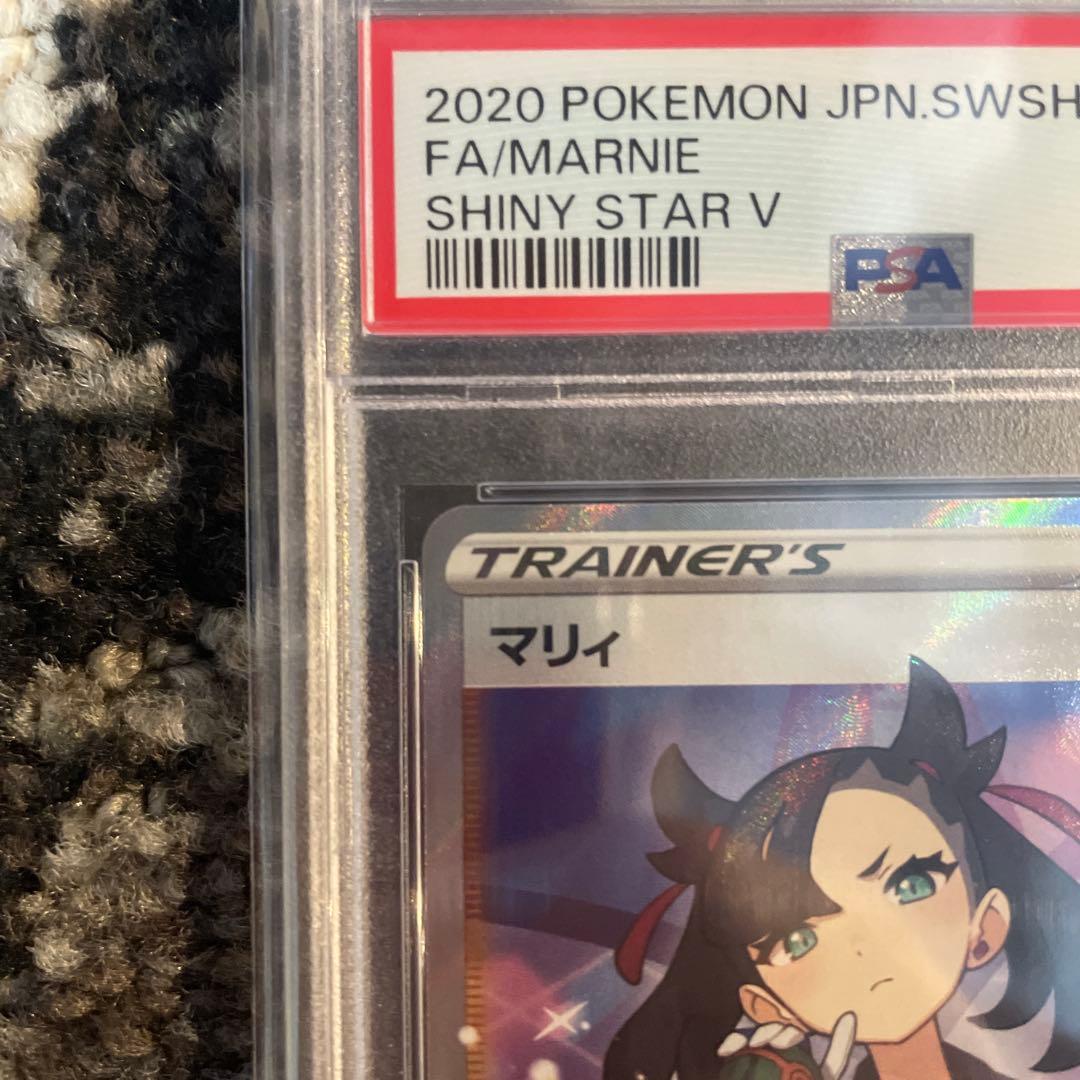 2020 POKEMON JPN.SWSH
FA/MARNIE
SHINY STAR V
PSA
TRAINER'S
マリィ